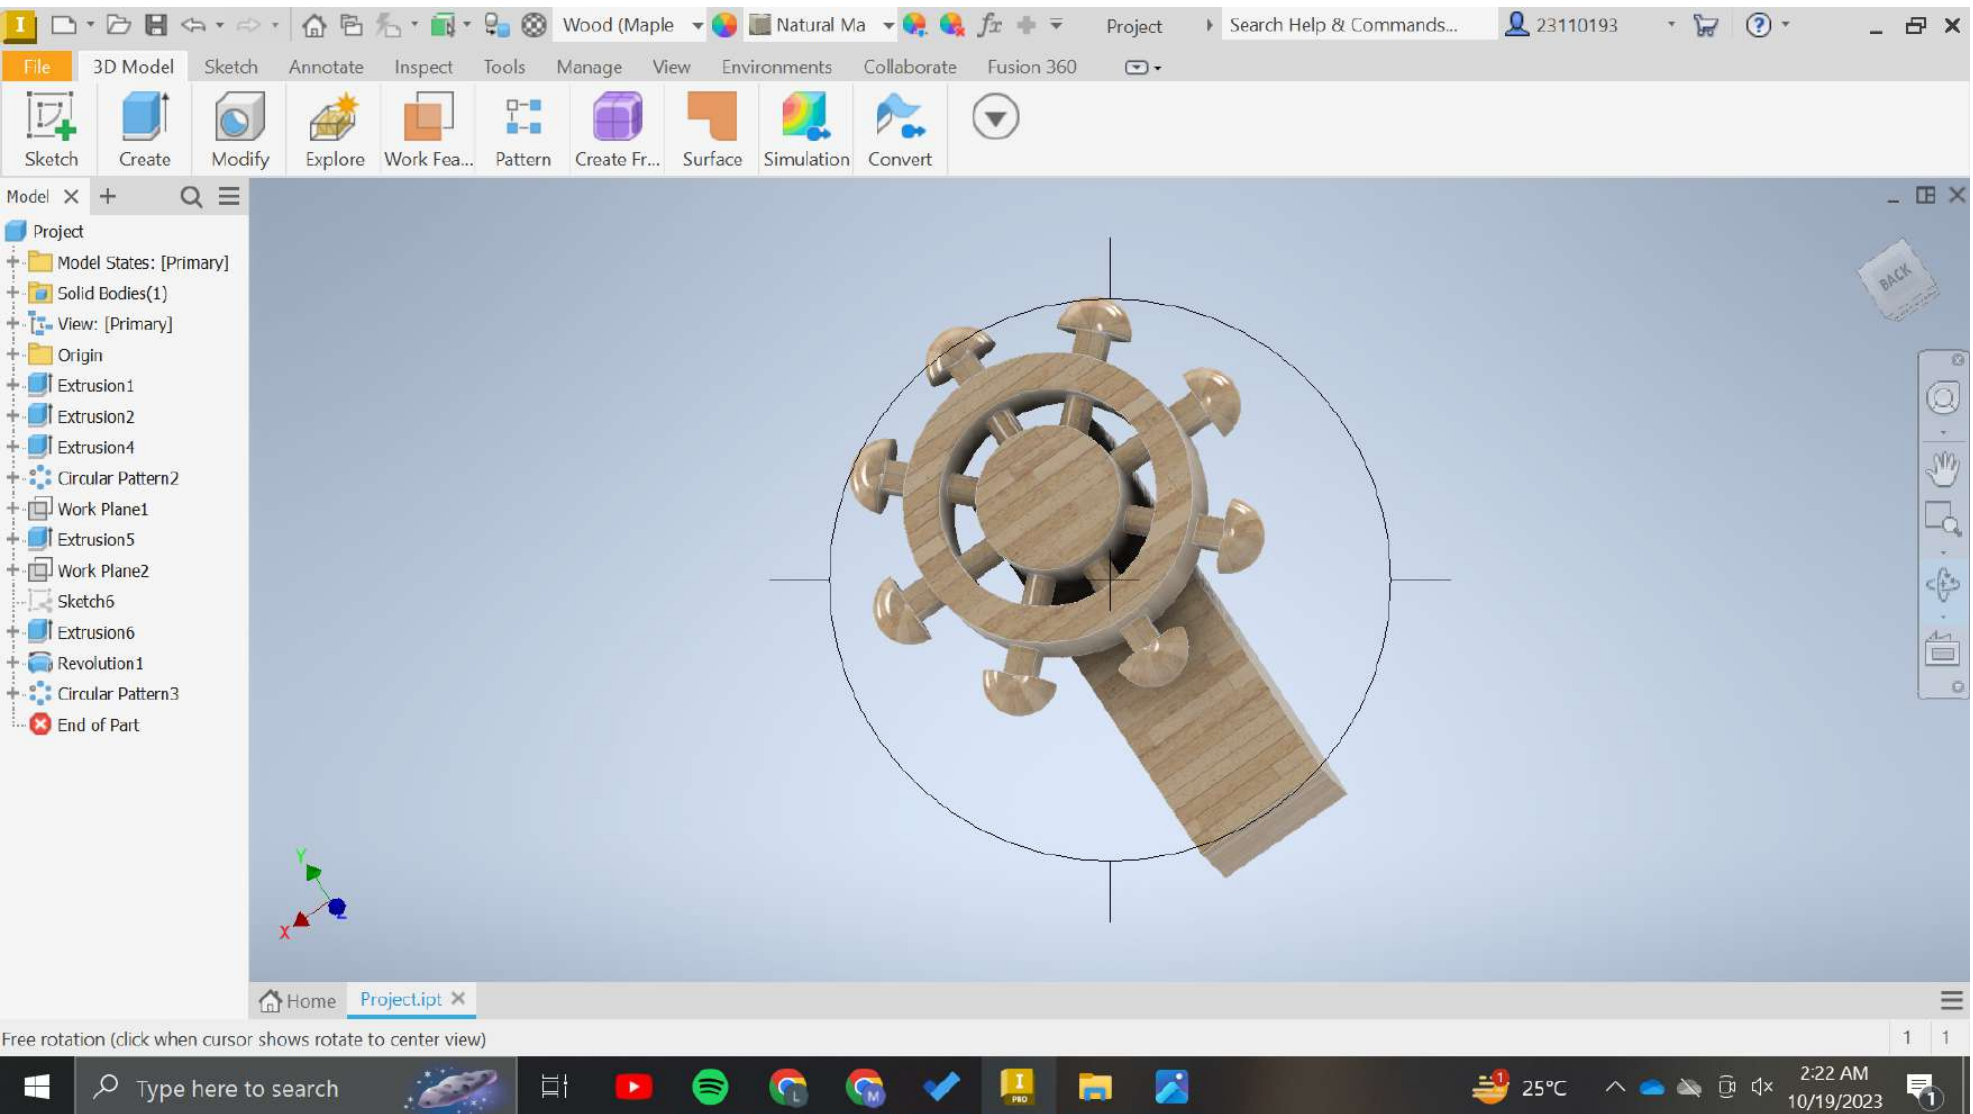 I
Wood (Maple
Natural Ma
fx
Project
Search Help & Commands...
23110193
?
File
3D Model
Sketch
Annotate
Inspect
Tools
Manage
View
Environments
Collaborate
Fusion 360
Sketch
Create
Modify
Explore
Work Fea...
Pattern
Create Fr...
Surface
Simulation
Convert
Model
Project
Model States: [Primary]
Solid Bodies(1)
View: [Primary]
Origin
Extrusion1
Extrusion2
Extrusion4
Circular Pattern2
Work Plane1
Extrusion5
Work Plane2
Sketch6
Extrusion6
Revolution1
Circular Pattern3
End of Part
BACK
Y
X
Z
Home
Project.ipt
Free rotation (click when cursor shows rotate to center view)
1
1
Type here to search
L
M
I
PRO
1
25°C
2:22 AM
10/19/2023
1